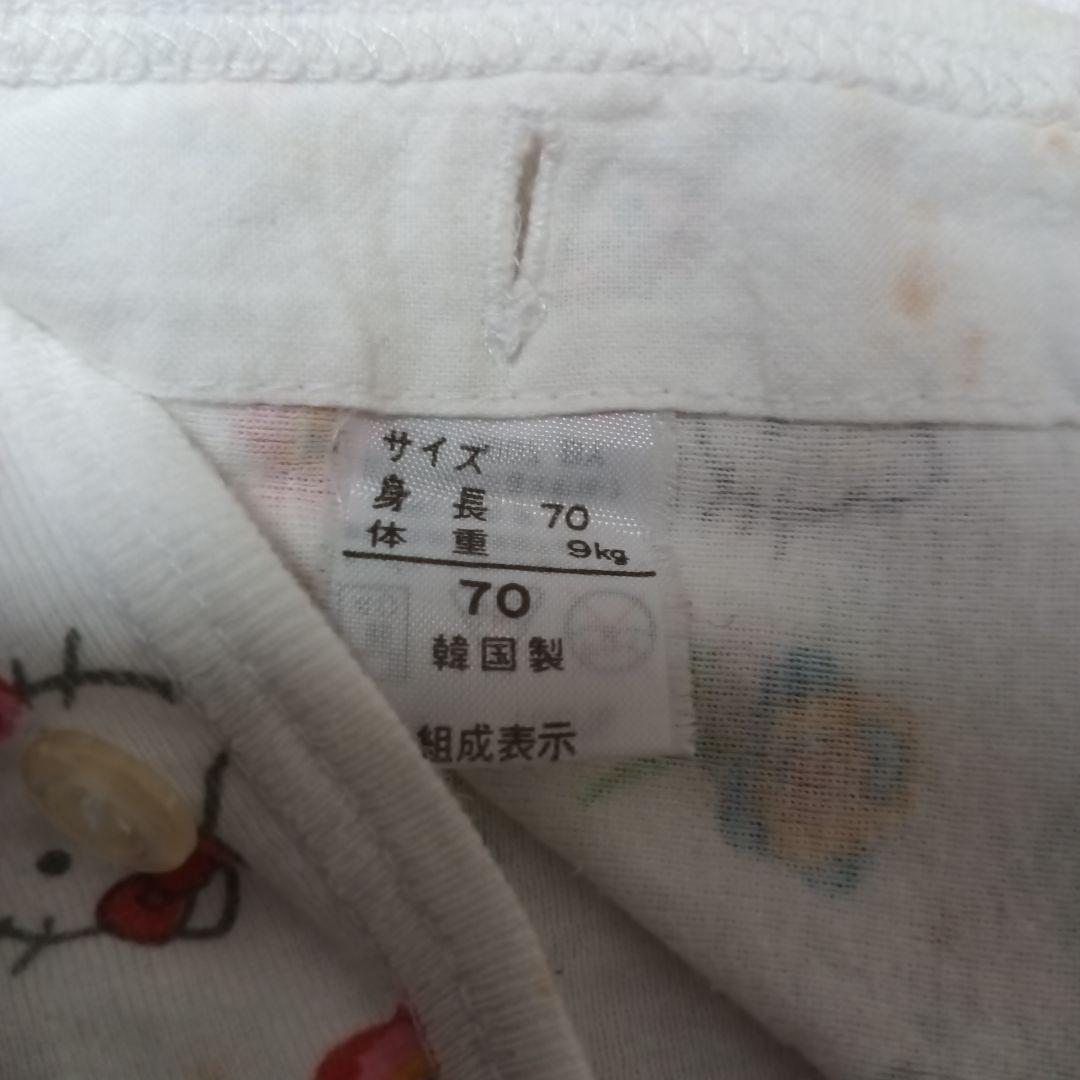 サイズ
身長 70
体重 9kg
70
韓国製
組成表示